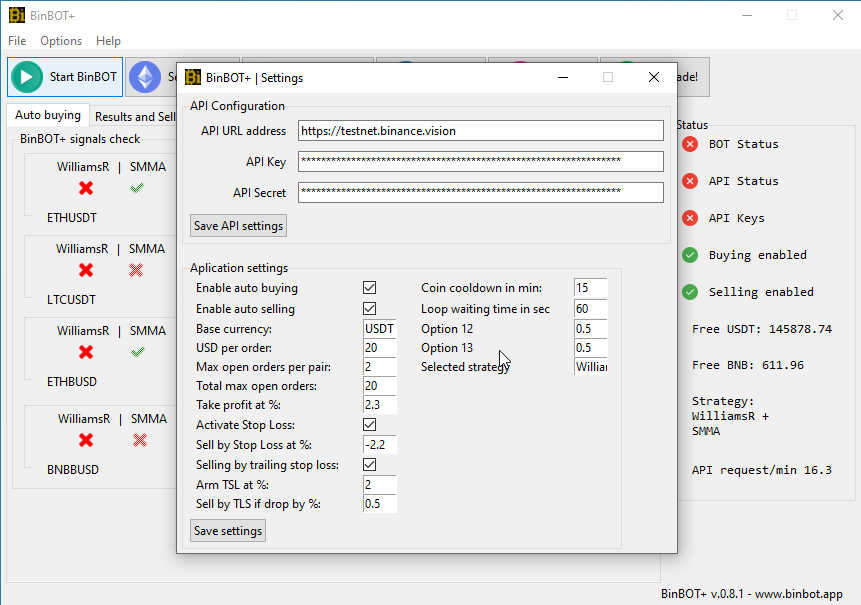 BinBOT+
File Options Help
Start BinBOT
BinBOT+ | Settings
Auto buying
Results and Sell
BinBOT+ signals check
WilliamsR | SMMA
ETHUSDT
WilliamsR | SMMA
LTCUSDT
WilliamsR | SMMA
ETHBUSD
WilliamsR | SMMA
BNBBUSD
API Configuration
API URL address https://testnet.binance.vision
API Key ****************************************************************
API Secret ****************************************************************
Save API settings
Aplication settings
Enable auto buying
Enable auto selling
Base currency: USDT
USD per order: 20
Max open orders per pair: 2
Total max open orders: 20
Take profit at %: 2.3
Activate Stop Loss:
Sell by Stop Loss at %: -2.2
Selling by trailing stop loss:
Arm TSL at %: 2
Sell by TLS if drop by %: 0.5
Save settings
Coin cooldown in min: 15
Loop waiting time in sec 60
Option 12 0.5
Option 13 0.5
Selected strategy Williar
ade!
Status
BOT Status
API Status
API Keys
Buying enabled
Selling enabled
Free USDT: 145878.74
Free BNB: 611.96
Strategy:
WilliamsR +
SMMA
API request/min 16.3
BinBOT+ v.0.8.1 - www.binbot.app